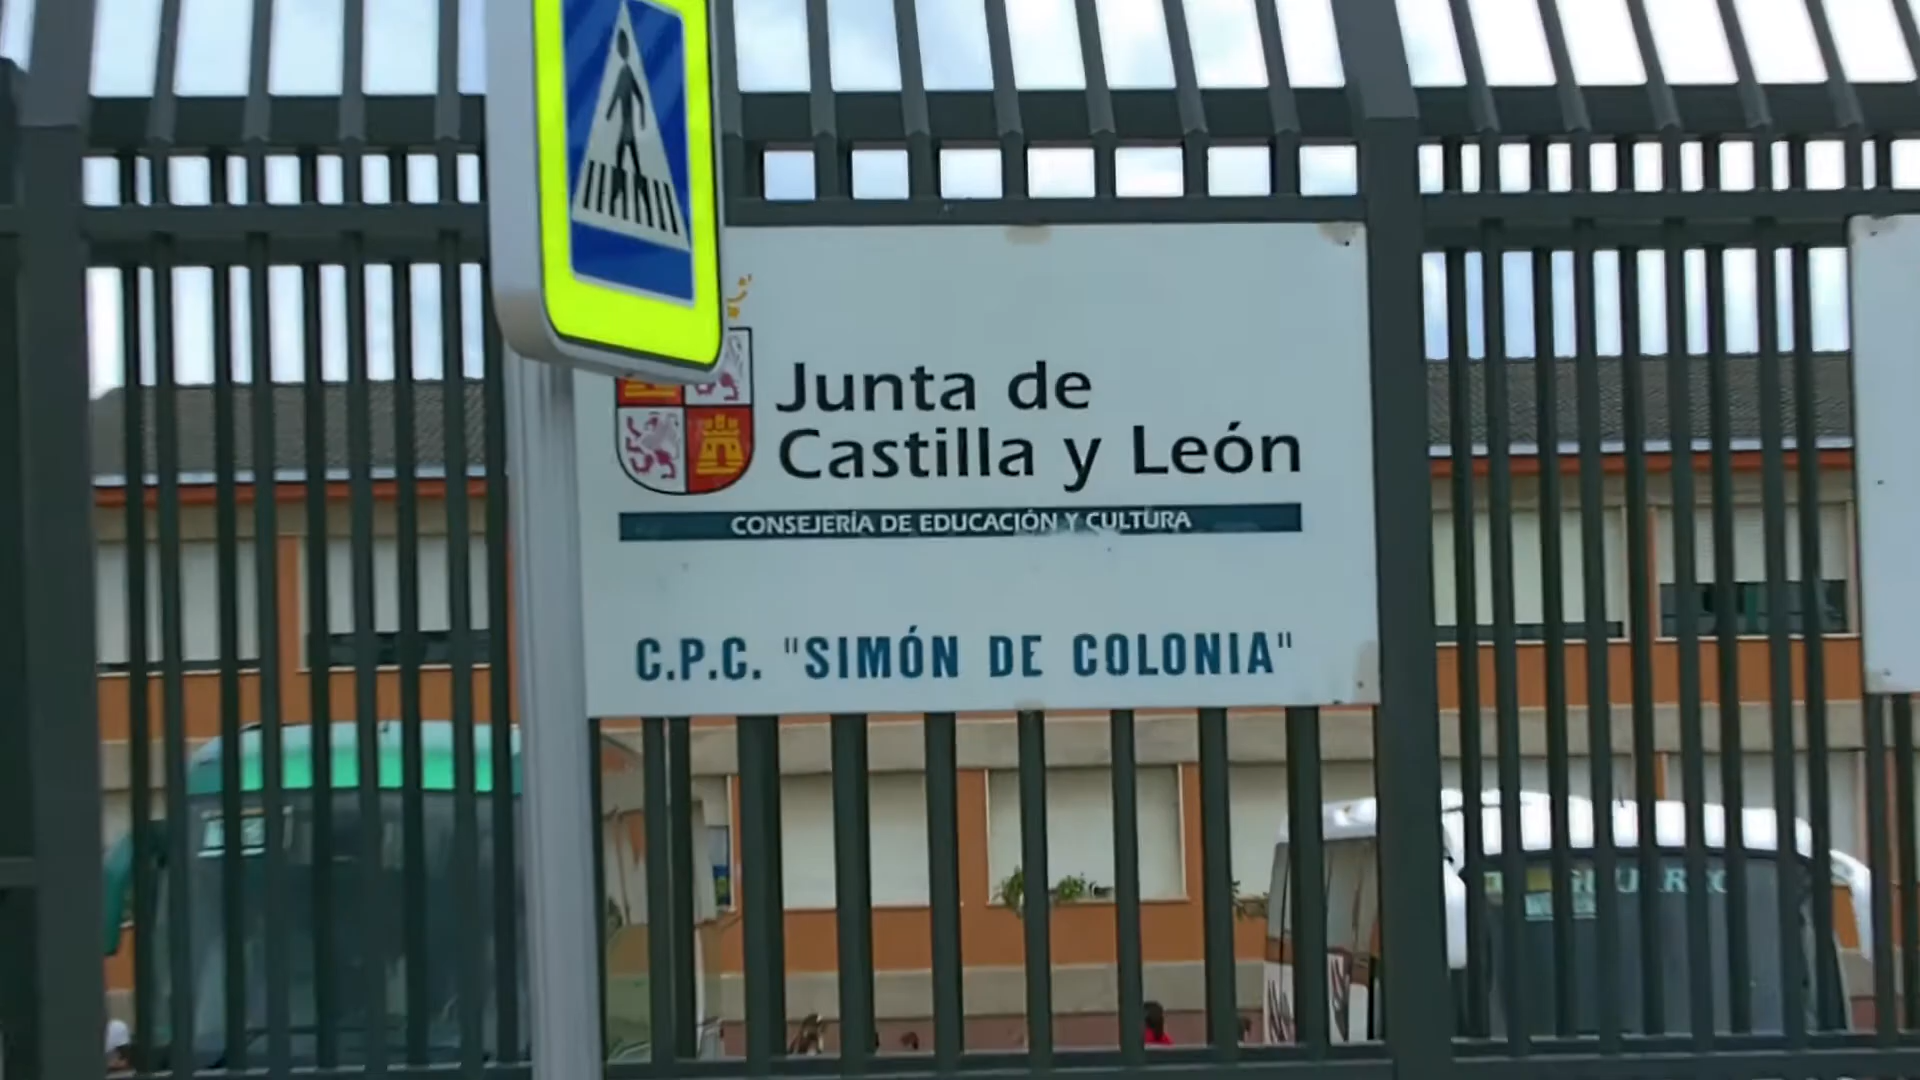 Junta de
Castilla y León
CONSEJERÍA DE EDUCACIÓN Y CULTURA
C.P.C. "SIMÓN DE COLONIA"